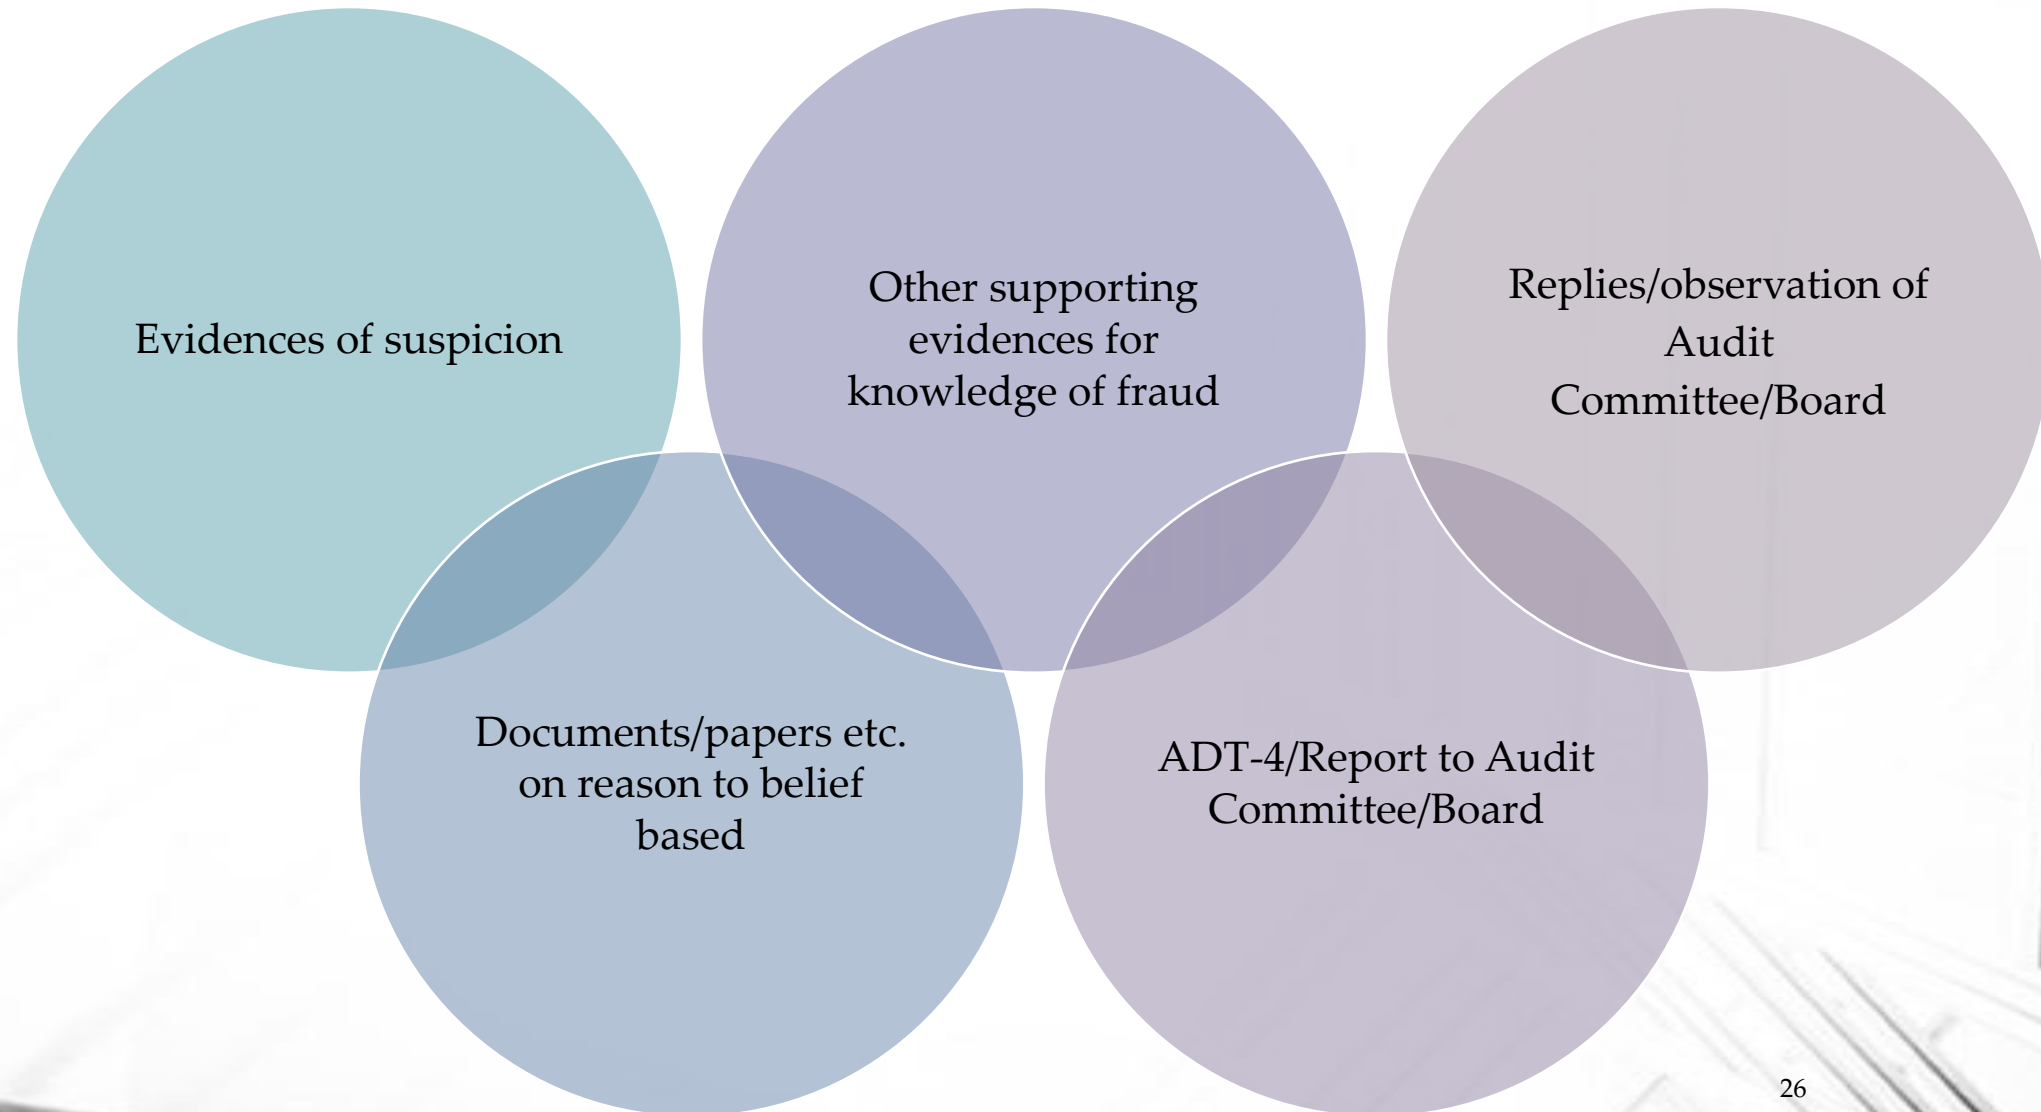 Evidences of suspicion
Other supporting
evidences for
knowledge of fraud
Replies/observation of
Audit
Committee/Board
Documents/papers etc.
on reason to belief
based
ADT-4/Report to Audit
Committee/Board
26